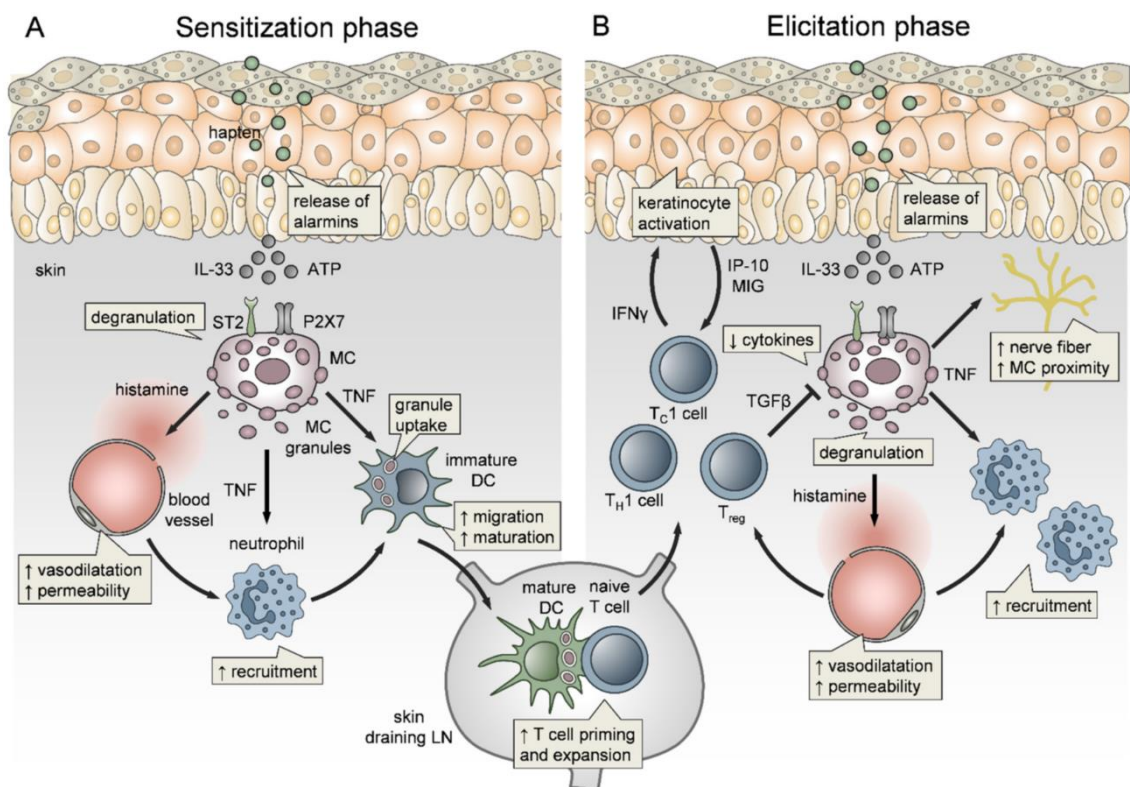 A
Sensitization phase
hapten
release of
alarmins
skin
IL-33
ATP
degranulation
ST2
P2X7
MC
histamine
TNF
MC
granules
granule
uptake
immature
DC
blood
vessel
TNF
↑ migration
↑ maturation
neutrophil
↑ vasodilatation
↑ permeability
↑ recruitment
mature
DC
naive
T cell
skin
draining LN
↑ T cell priming
and expansion
B
Elicitation phase
keratinocyte
activation
release of
alarmins
IP-10
MIG
IL-33
ATP
IFNγ
↓ cytokines
↑ nerve fiber
↑ MC proximity
TNF
TGFβ
TC1 cell
degranulation
TH1 cell
Treg
histamine
↑ recruitment
↑ vasodilatation
↑ permeability